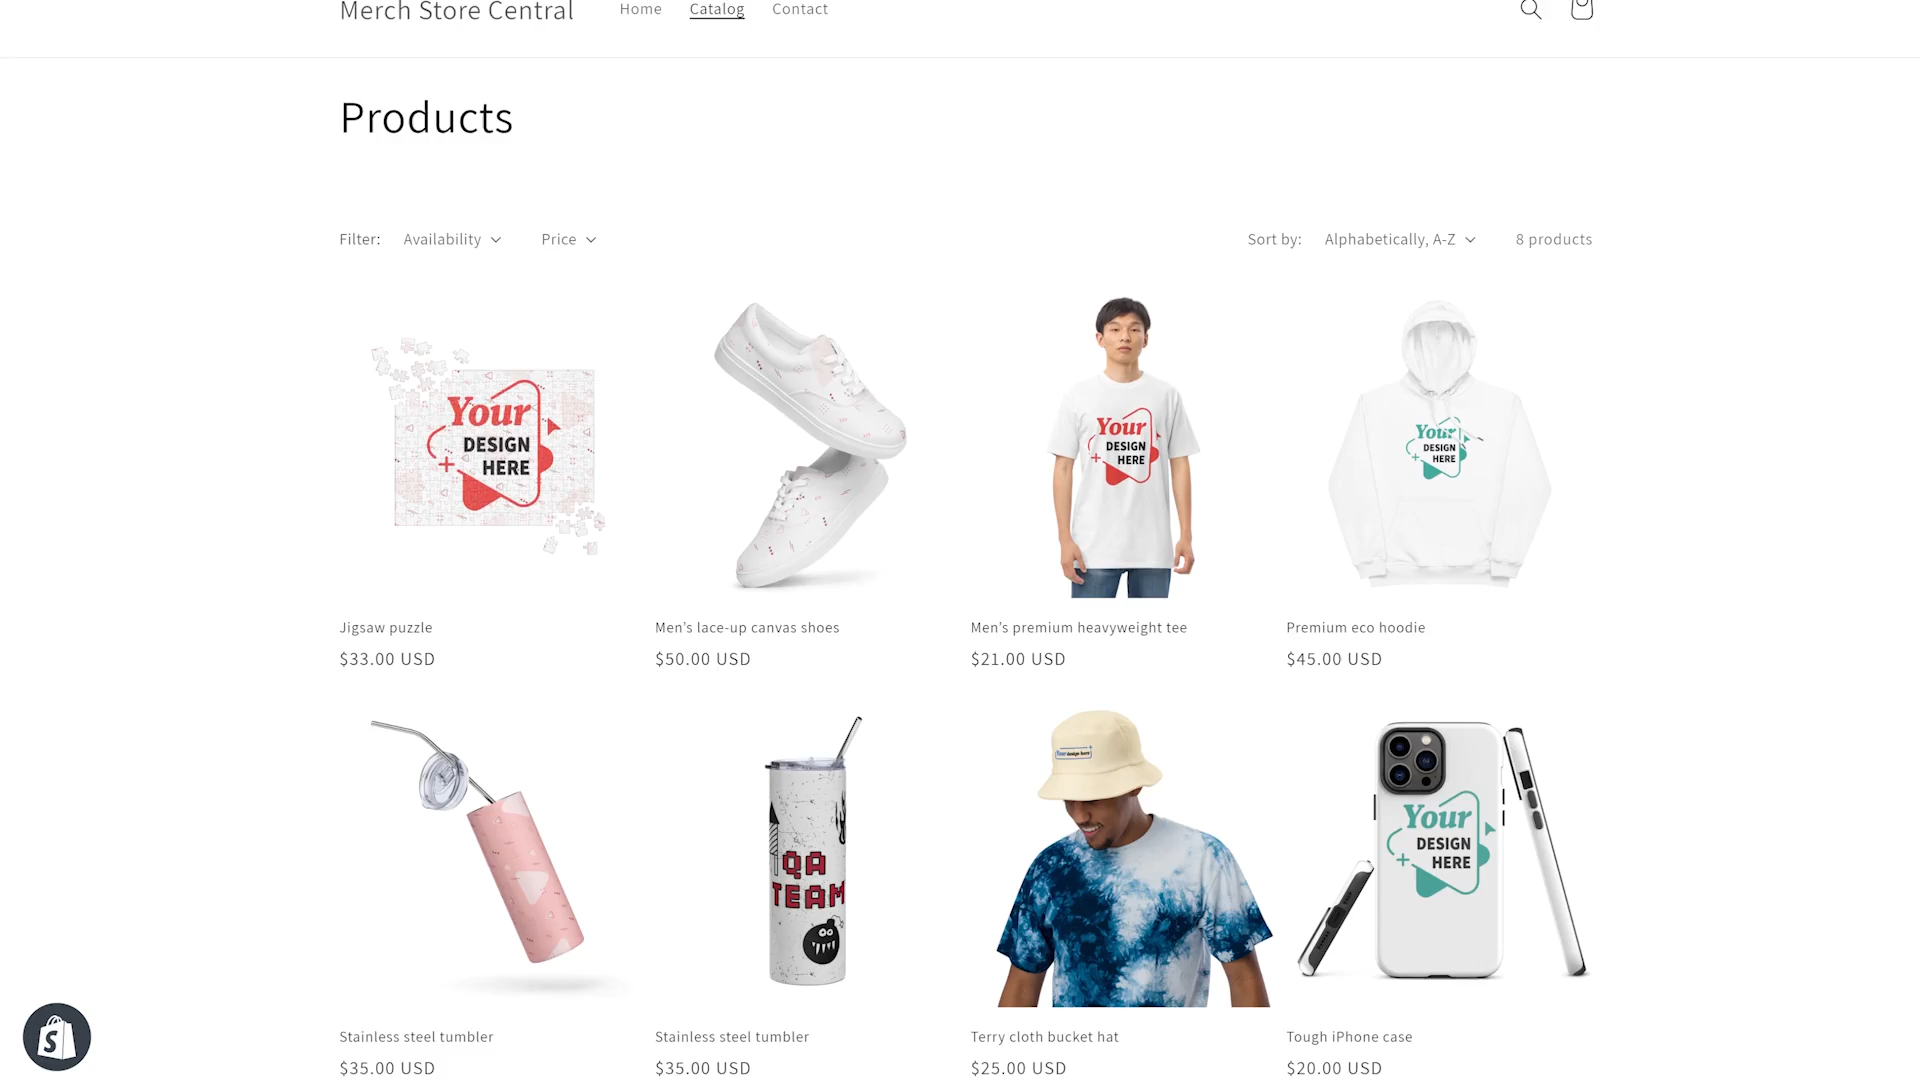 Merch Store Central
Home
Catalog
Contact
Products
Filter:
Availability
Price
Sort by:
Alphabetically, A-Z
8 products
Your
DESIGN
HERE
Your
DESIGN
HERE
Your
DESIGN
HERE
Jigsaw puzzle
Men’s lace-up canvas shoes
Men’s premium heavyweight tee
Premium eco hoodie
$33.00 USD
$50.00 USD
$21.00 USD
$45.00 USD
QA
TEAM
Your design here
Your
DESIGN
HERE
S
Stainless steel tumbler
Stainless steel tumbler
Terry cloth bucket hat
Tough iPhone case
$35.00 USD
$35.00 USD
$25.00 USD
$20.00 USD